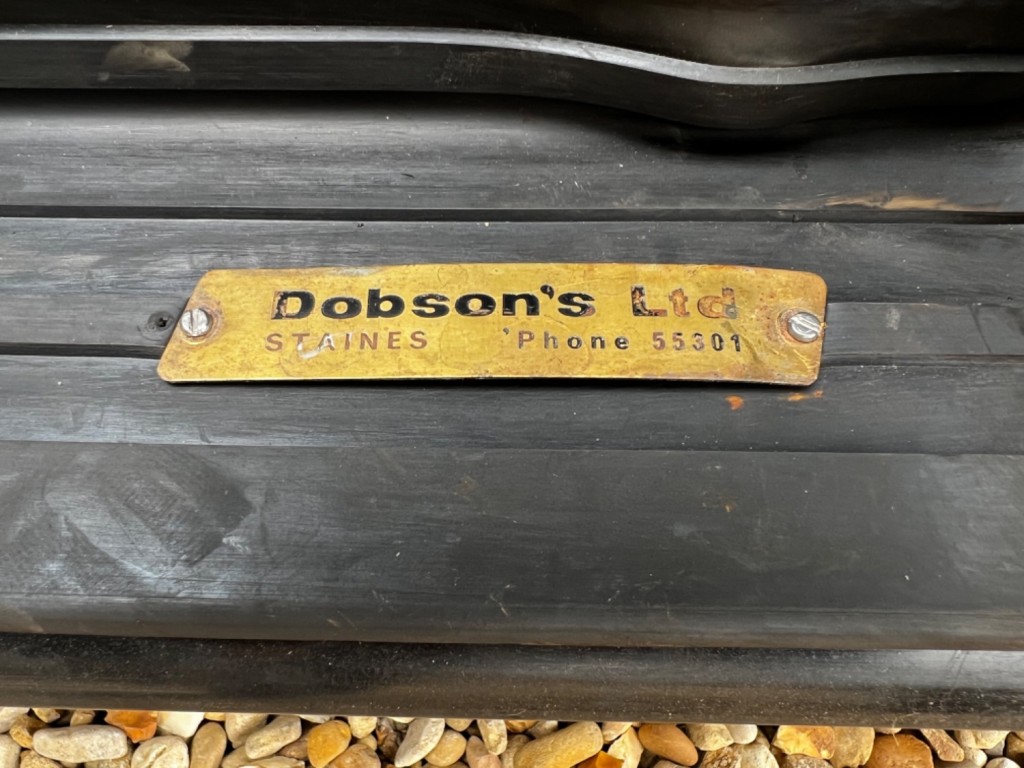 Dobson's Ltd
STAINES 'Phone 55301